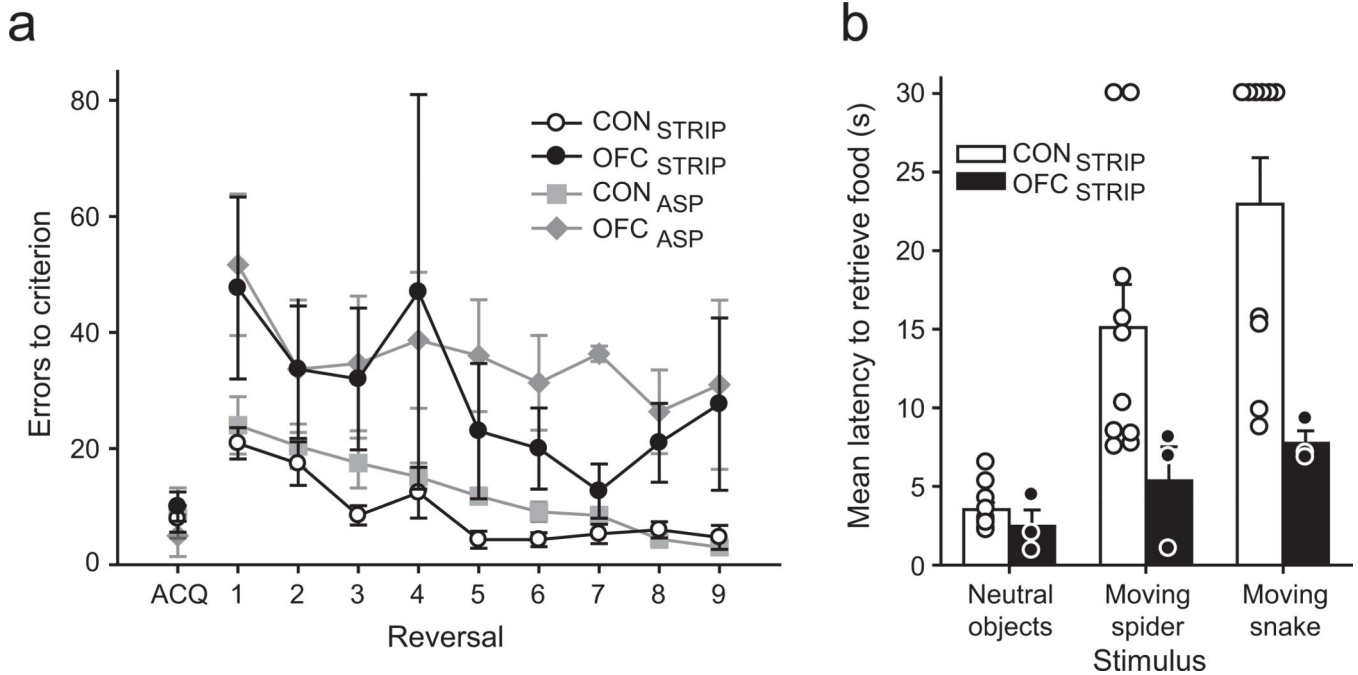 a
80
60
40
20
0
Errors to criterion
CON STRIP
OFC STRIP
CON ASP
OFC ASP
ACQ 1 2 3 4 5 6 7 8 9
Reversal
b
30
25
20
15
10
5
0
Mean latency to retrieve food (s)
CON STRIP
OFC STRIP
Neutral
objects
Moving
spider
Moving
snake
Stimulus